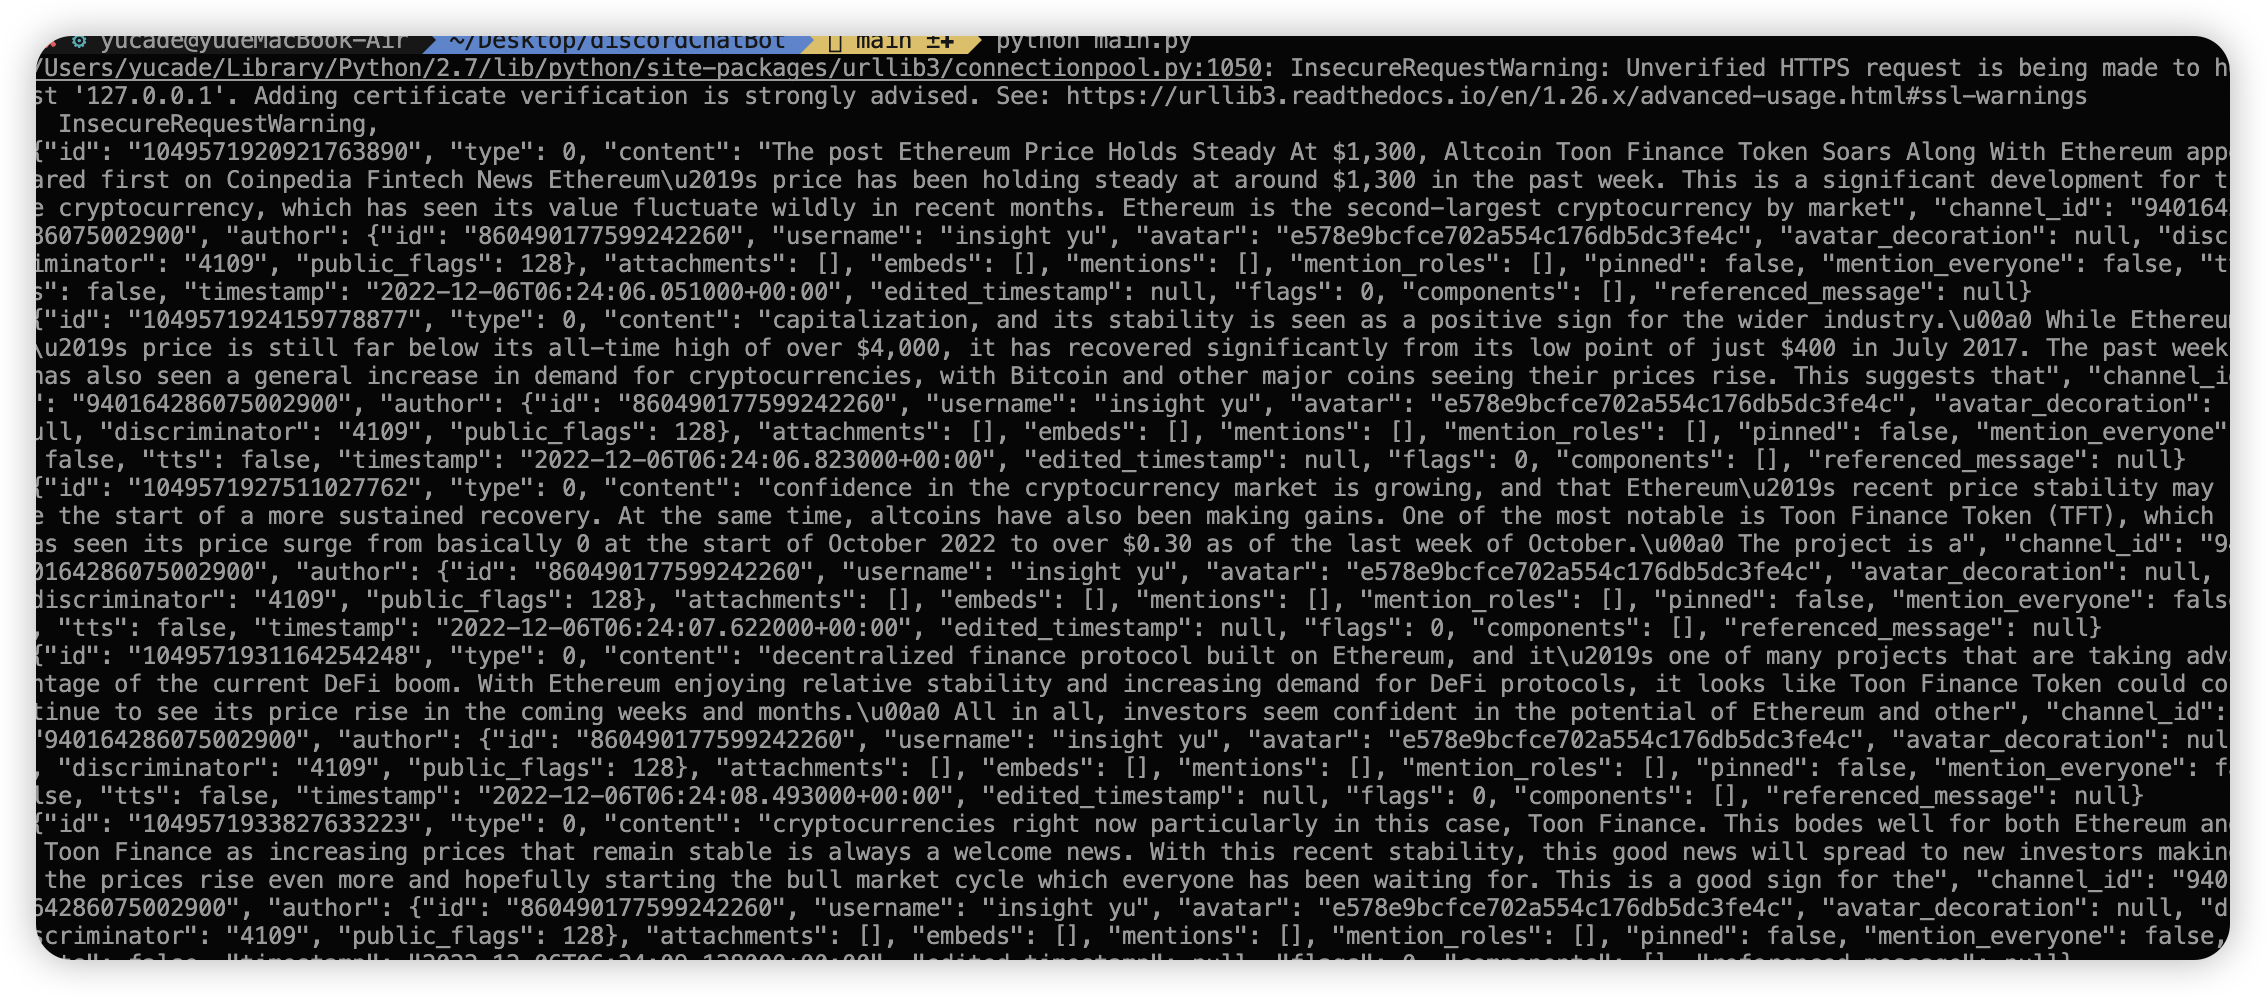 yucade@yudeMacBook-Air ~/Desktop/discordChatBot main ±✚ python main.py
/Users/yucade/Library/Python/2.7/lib/python/site-packages/urllib3/connectionpool.py:1050: InsecureRequestWarning: Unverified HTTPS request is being made to h
st '127.0.0.1'. Adding certificate verification is strongly advised. See: https://urllib3.readthedocs.io/en/1.26.x/advanced-usage.html#ssl-warnings
InsecureRequestWarning,
{"id": "1049571920921763890", "type": 0, "content": "The post Ethereum Price Holds Steady At $1,300, Altcoin Toon Finance Token Soars Along With Ethereum app
ared first on Coinpedia Fintech News Ethereum\u2019s price has been holding steady at around $1,300 in the past week. This is a significant development for t
e cryptocurrency, which has seen its value fluctuate wildly in recent months. Ethereum is the second-largest cryptocurrency by market", "channel_id": "940164
86075002900", "author": {"id": "860490177599242260", "username": "insight yu", "avatar": "e578e9bcfce702a554c176db5dc3fe4c", "avatar_decoration": null, "disc
iminator": "4109", "public_flags": 128}, "attachments": [], "embeds": [], "mentions": [], "mention_roles": [], "pinned": false, "mention_everyone": false, "t
s": false, "timestamp": "2022-12-06T06:24:06.051000+00:00", "edited_timestamp": null, "flags": 0, "components": [], "referenced_message": null}
{"id": "1049571924159778877", "type": 0, "content": "capitalization, and its stability is seen as a positive sign for the wider industry.\u00a0 While Ethereu
\u2019s price is still far below its all-time high of over $4,000, it has recovered significantly from its low point of just $400 in July 2017. The past week
has also seen a general increase in demand for cryptocurrencies, with Bitcoin and other major coins seeing their prices rise. This suggests that", "channel_i
": "940164286075002900", "author": {"id": "860490177599242260", "username": "insight yu", "avatar": "e578e9bcfce702a554c176db5dc3fe4c", "avatar_decoration":
ull, "discriminator": "4109", "public_flags": 128}, "attachments": [], "embeds": [], "mentions": [], "mention_roles": [], "pinned": false, "mention_everyone"
false, "tts": false, "timestamp": "2022-12-06T06:24:06.823000+00:00", "edited_timestamp": null, "flags": 0, "components": [], "referenced_message": null}
{"id": "1049571927511027762", "type": 0, "content": "confidence in the cryptocurrency market is growing, and that Ethereum\u2019s recent price stability may
e the start of a more sustained recovery. At the same time, altcoins have also been making gains. One of the most notable is Toon Finance Token (TFT), which
as seen its price surge from basically 0 at the start of October 2022 to over $0.30 as of the last week of October.\u00a0 The project is a", "channel_id": "9
0164286075002900", "author": {"id": "860490177599242260", "username": "insight yu", "avatar": "e578e9bcfce702a554c176db5dc3fe4c", "avatar_decoration": null,
discriminator": "4109", "public_flags": 128}, "attachments": [], "embeds": [], "mentions": [], "mention_roles": [], "pinned": false, "mention_everyone": fals
, "tts": false, "timestamp": "2022-12-06T06:24:07.622000+00:00", "edited_timestamp": null, "flags": 0, "components": [], "referenced_message": null}
{"id": "1049571931164254248", "type": 0, "content": "decentralized finance protocol built on Ethereum, and it\u2019s one of many projects that are taking adv
ntage of the current DeFi boom. With Ethereum enjoying relative stability and increasing demand for DeFi protocols, it looks like Toon Finance Token could co
tinue to see its price rise in the coming weeks and months.\u00a0 All in all, investors seem confident in the potential of Ethereum and other", "channel_id":
"940164286075002900", "author": {"id": "860490177599242260", "username": "insight yu", "avatar": "e578e9bcfce702a554c176db5dc3fe4c", "avatar_decoration": nul
, "discriminator": "4109", "public_flags": 128}, "attachments": [], "embeds": [], "mentions": [], "mention_roles": [], "pinned": false, "mention_everyone": f
lse, "tts": false, "timestamp": "2022-12-06T06:24:08.493000+00:00", "edited_timestamp": null, "flags": 0, "components": [], "referenced_message": null}
{"id": "1049571933827633223", "type": 0, "content": "cryptocurrencies right now particularly in this case, Toon Finance. This bodes well for both Ethereum an
Toon Finance as increasing prices that remain stable is always a welcome news. With this recent stability, this good news will spread to new investors makin
the prices rise even more and hopefully starting the bull market cycle which everyone has been waiting for. This is a good sign for the", "channel_id": "940
64286075002900", "author": {"id": "860490177599242260", "username": "insight yu", "avatar": "e578e9bcfce702a554c176db5dc3fe4c", "avatar_decoration": null, "d
scriminator": "4109", "public_flags": 128}, "attachments": [], "embeds": [], "mentions": [], "mention_roles": [], "pinned": false, "mention_everyone": false,
false, "timestamp": "2022-12-06T06:24:09.128000+00:00", "edited_timestamp": null, "flags": 0, "components": [], "referenced_message": null}